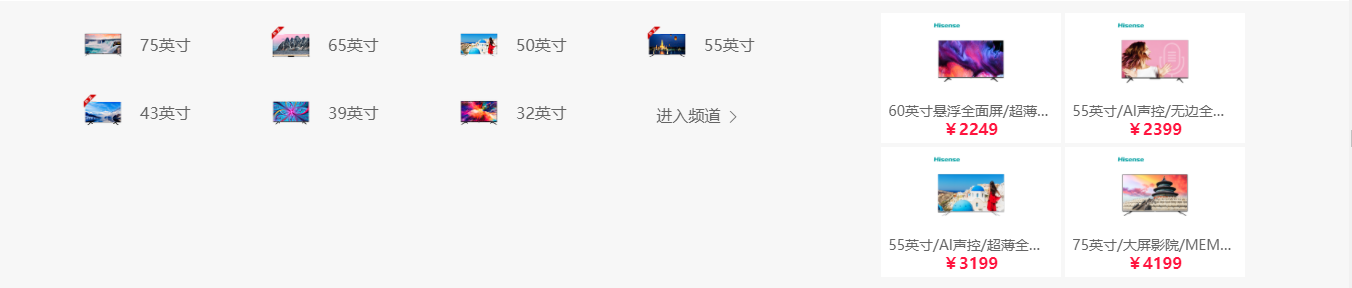 75英寸
65英寸
50英寸
55英寸
43英寸
39英寸
32英寸
进入频道 >
Hisense
60英寸悬浮全面屏/超薄...
￥2249
Hisense
55英寸/AI声控/无边全...
￥2399
Hisense
55英寸/AI声控/超薄全...
￥3199
Hisense
75英寸/大屏影院/MEM...
￥4199